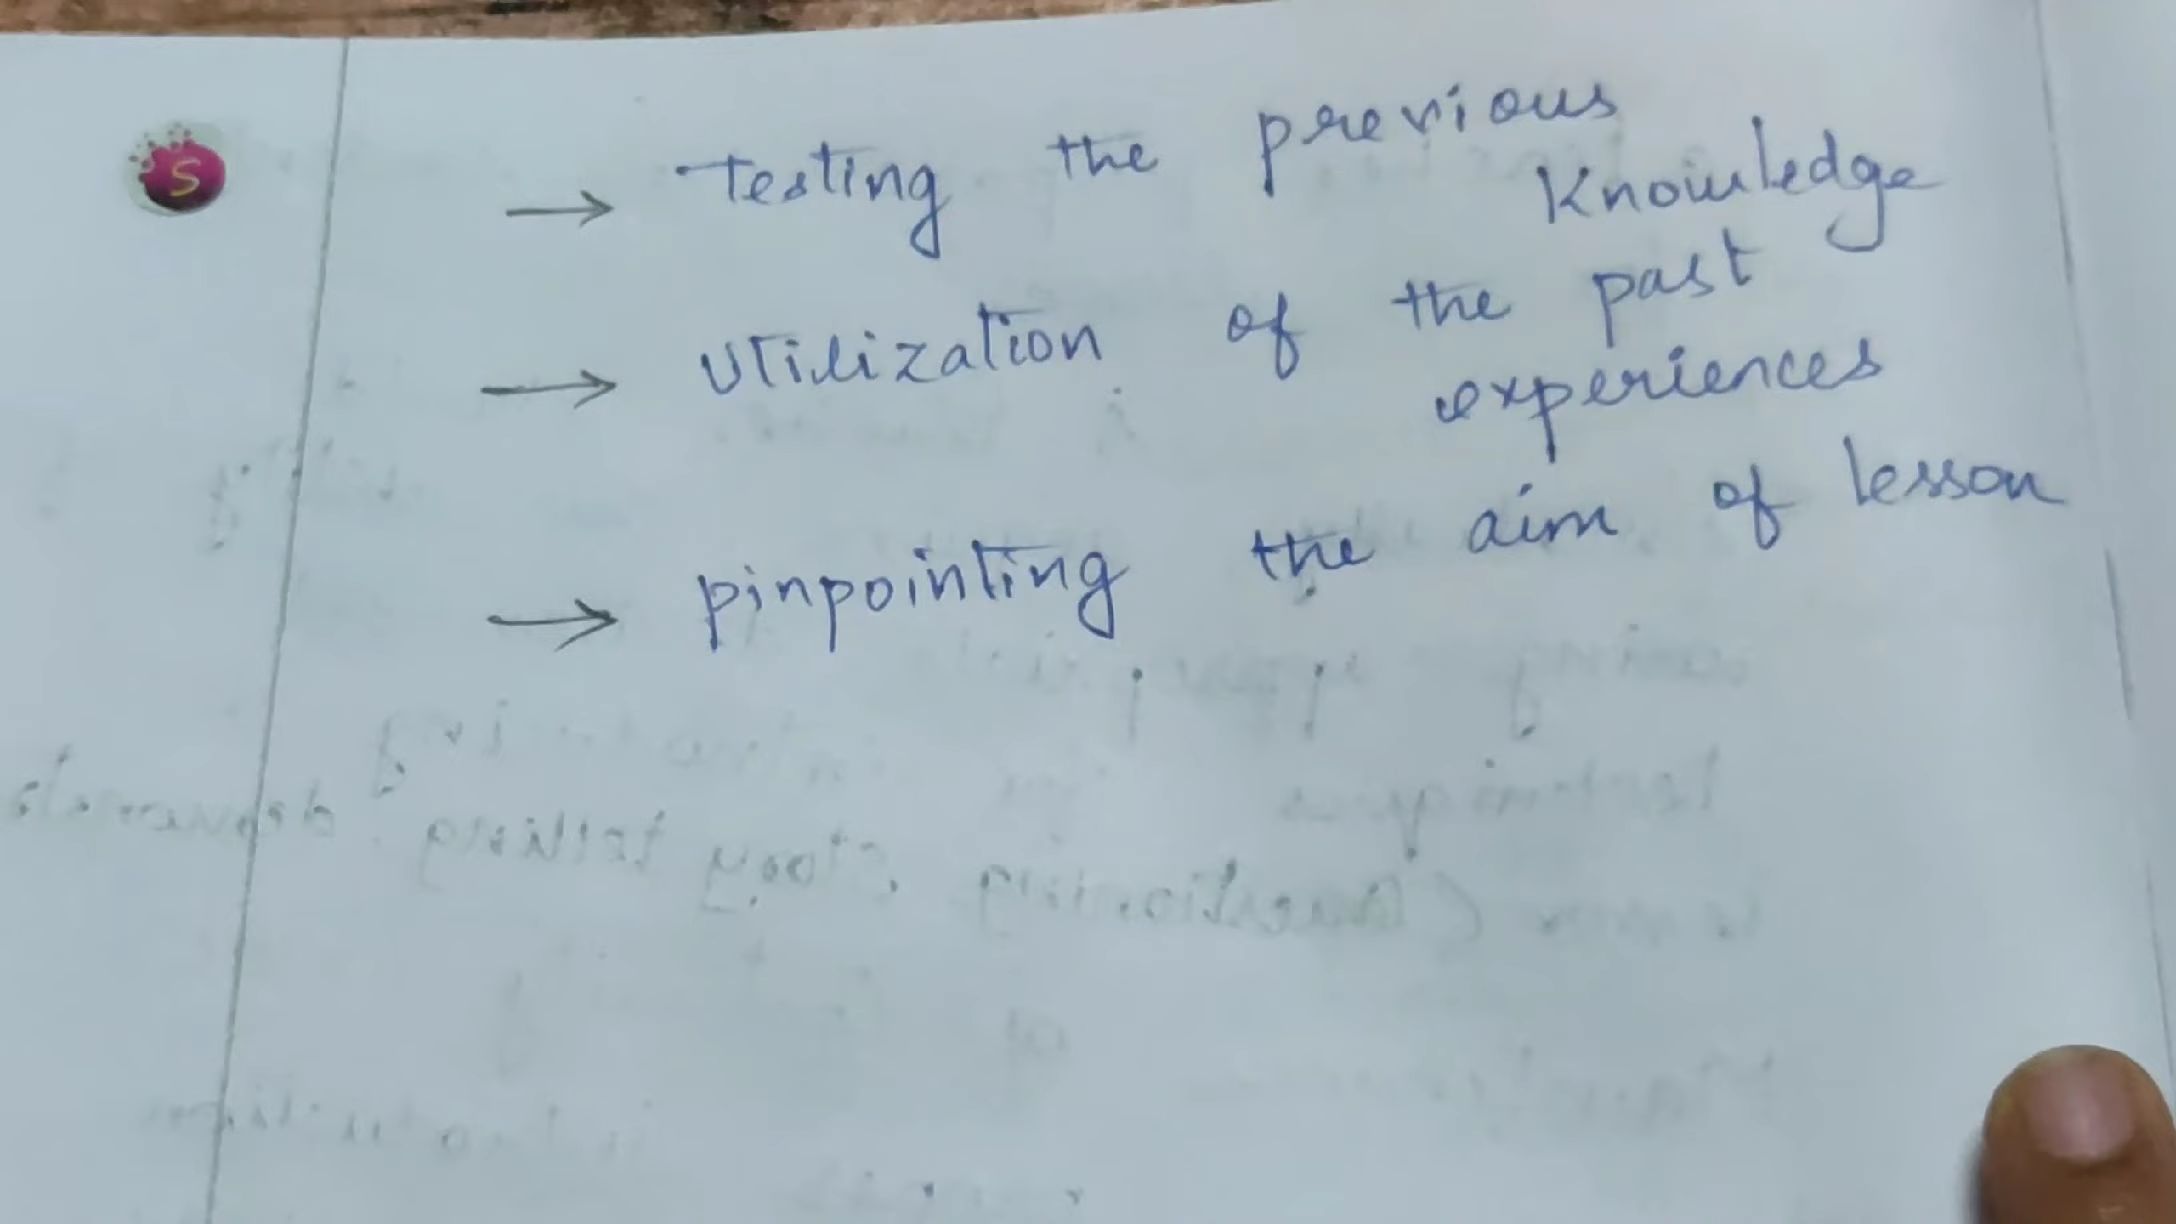 S
→ Testing the previous
Knowledge
→ Utilization of the past
experiences
→ pinpointing the aim of lesson